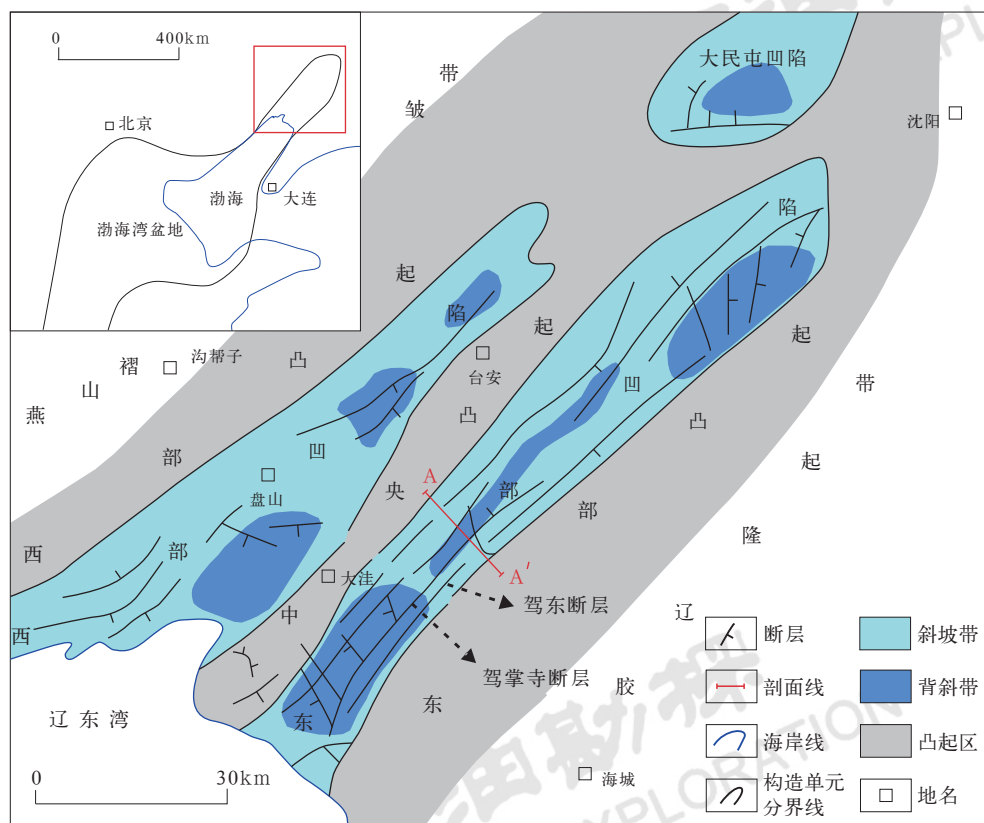 0 400km
北京
渤海
大连
渤海湾盆地
大民屯凹陷
沈阳
燕山褶皱带
沟帮子
西部凸起
台安
西部凹陷
盘山
大洼
中央凸起
东部凹陷
东部凸起
胶辽隆起带
A
A′
驾东断层
驾掌寺断层
辽东湾
海城
0 30km
断层
斜坡带
剖面线
背斜带
海岸线
凸起区
构造单元
分界线
地名
EXPLORATION